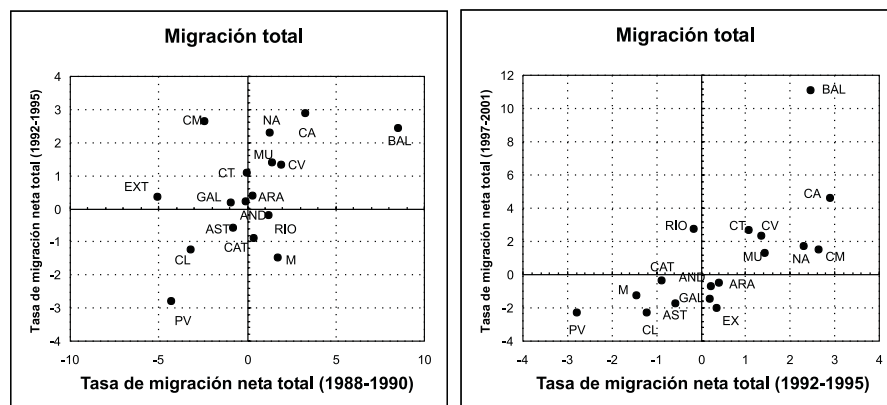 Migración total
Tasa de migración neta total (1992-1995)
4
3
2
1
0
-1
-2
-3
-4
CM
NA
CA
BAL
MU
CV
CT
EXT
GAL
ARA
AND
AST
RIO
CAT
CL
M
PV
-10
-5
0
5
10
Tasa de migración neta total (1988-1990)
Migración total
Tasa de migración neta total (1997-2001)
12
10
8
6
4
2
0
-2
-4
BAL
CA
RÍO
CT
CV
MU
NA
CM
CAT
AND
ARA
M
GAL
AST
EX
PV
CL
-4
-3
-2
-1
0
1
2
3
4
Tasa de migración neta total (1992-1995)